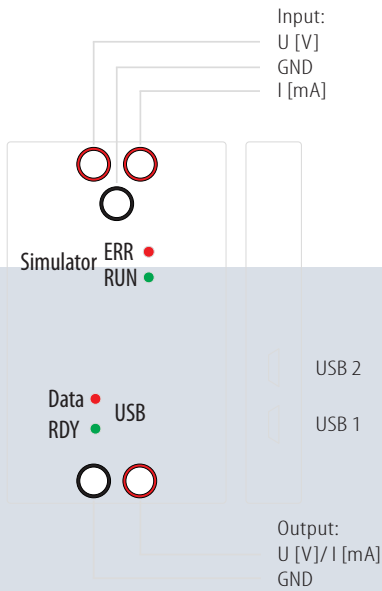 Input:
U [V]
GND
I [mA]
Simulator
ERR
RUN
USB 2
Data
USB
RDY
USB 1
Output:
U [V]/ I [mA]
GND